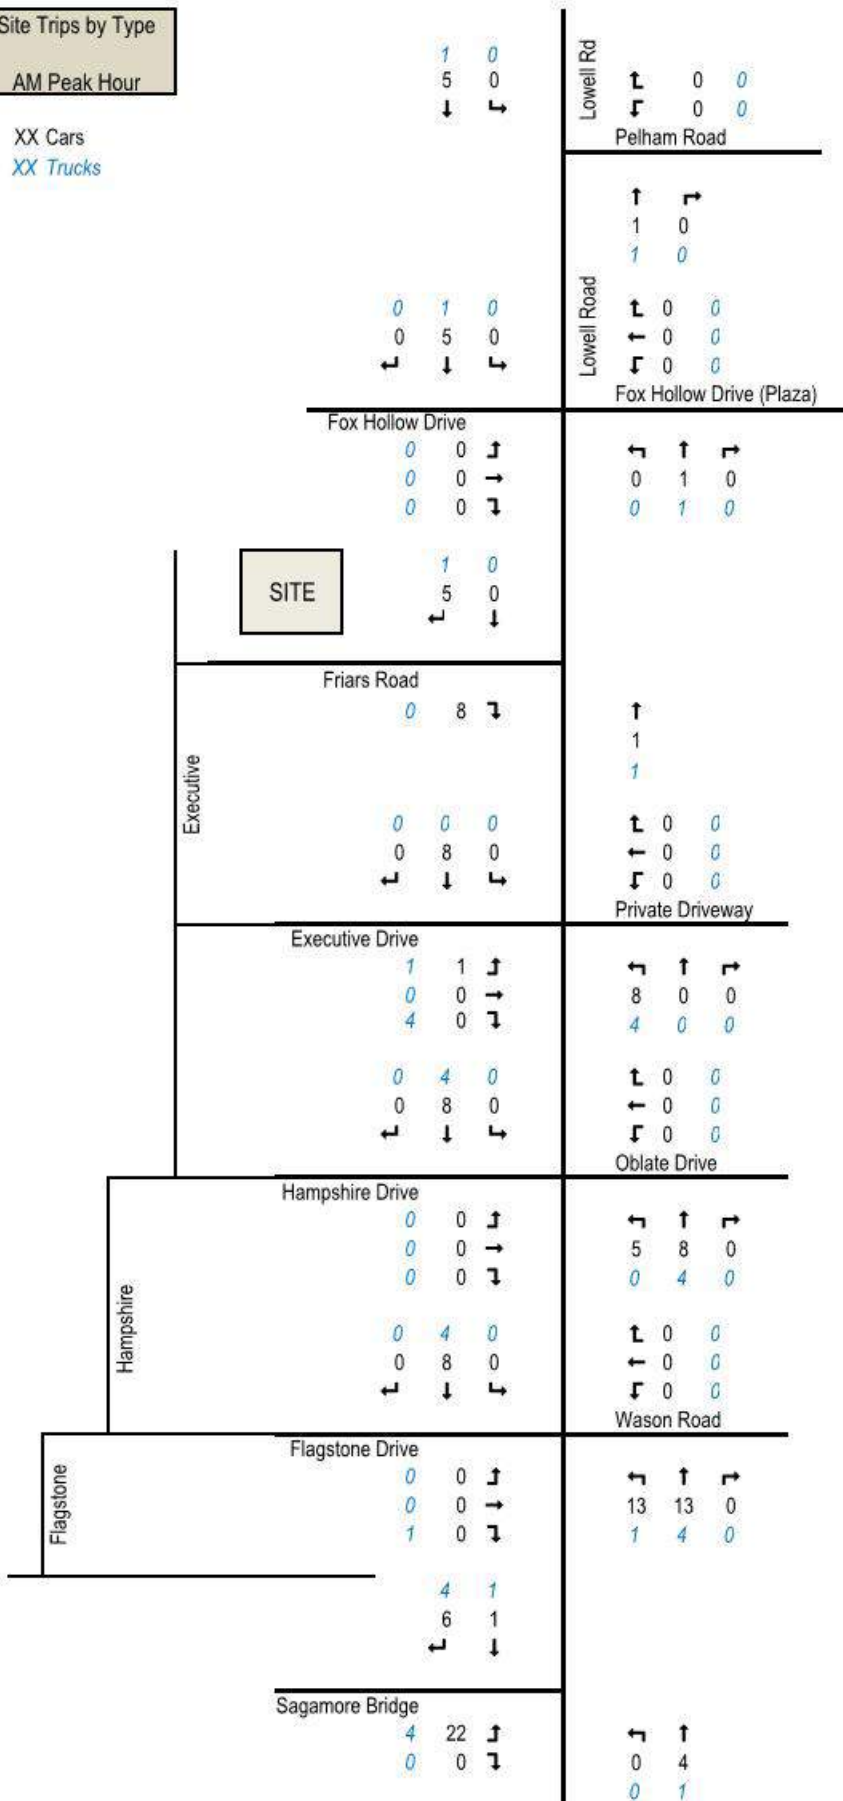 Site Trips by Type
AM Peak Hour
XX Cars
XX Trucks
1 0
5 0
Lowell Rd
0 0
0 0
Pelham Road
1 0
1 0
Lowell Road
0 1 0
0 5 0
0 0
0 0
0 0
Fox Hollow Drive (Plaza)
Fox Hollow Drive
0 0
0 0
0 0
0 1 0
0 1 0
SITE
1 0
5 0
Friars Road
0 8
1
1
Executive
0 0 0
0 8 0
0 0
0 0
0 0
Private Driveway
Executive Drive
1 1
0 0
4 0
8 0 0
4 0 0
0 4 0
0 8 0
0 0
0 0
0 0
Oblate Drive
Hampshire Drive
0 0
0 0
0 0
5 8 0
0 4 0
Hampshire
0 4 0
0 8 0
0 0
0 0
0 0
Wason Road
Flagstone Drive
Flagstone
0 0
0 0
1 0
13 13 0
1 4 0
4 1
6 1
Sagamore Bridge
4 22
0 0
0 4
0 1